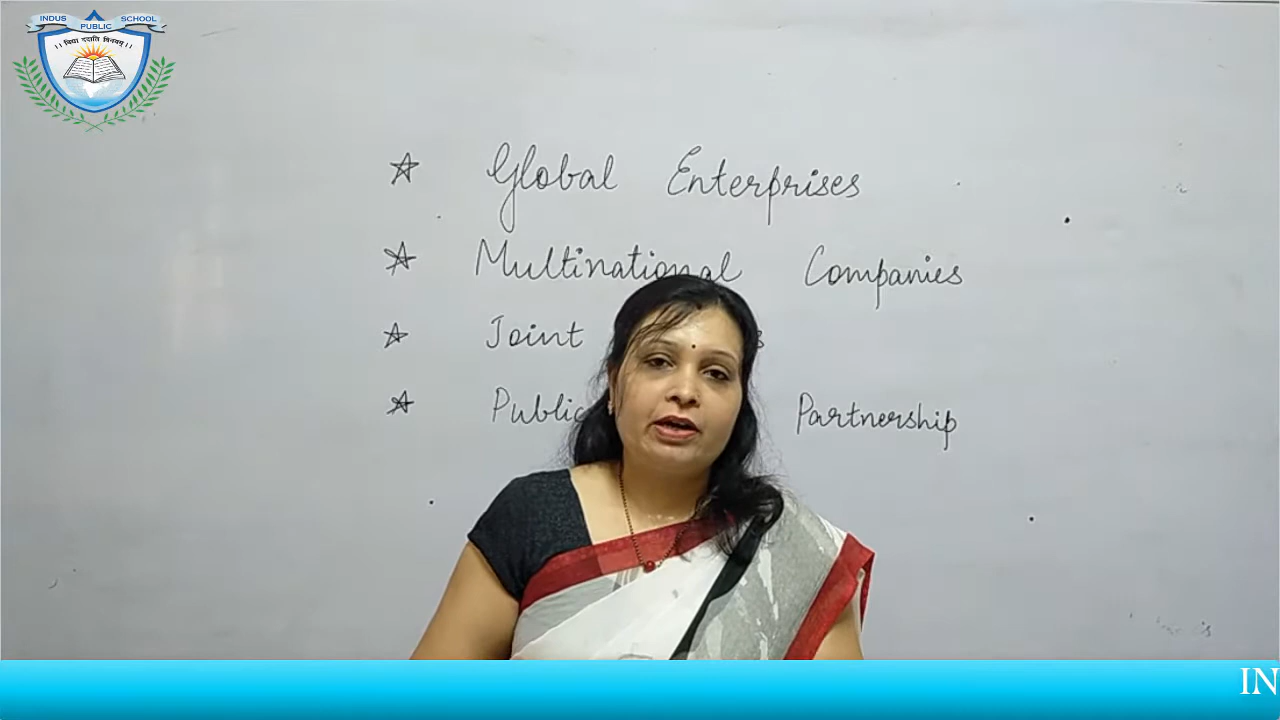 INDUS PUBLIC SCHOOL
।। विद्या ददाति विनयम् ।।
Global Enterprises
Multinational Companies
Joint
Public Partnership
IN